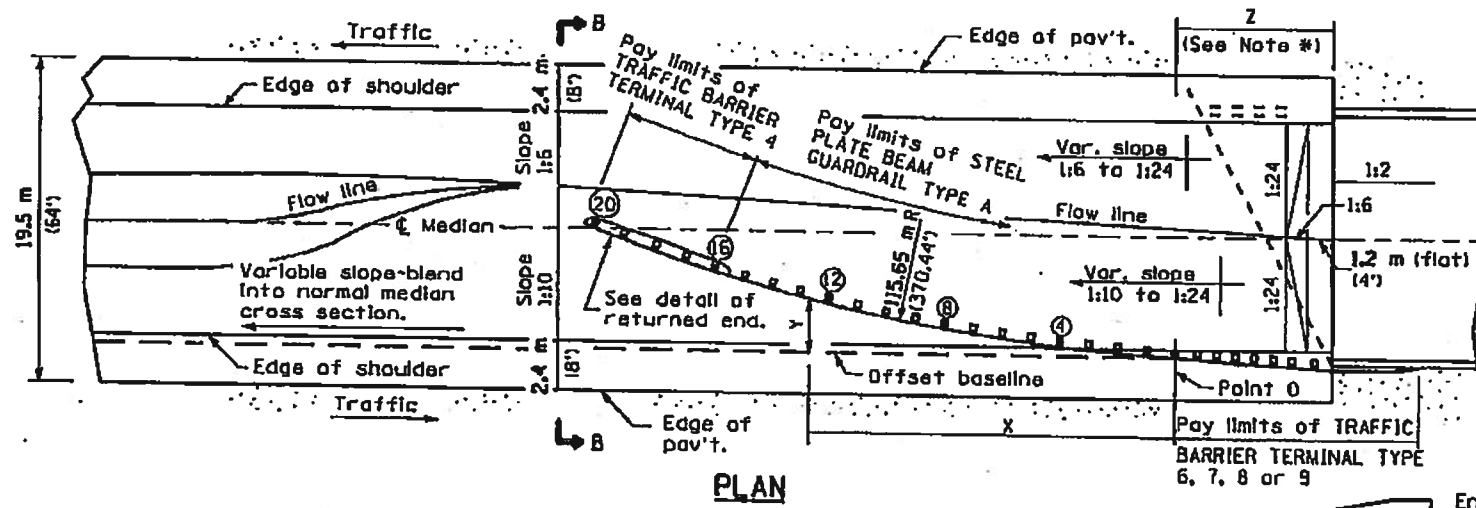 Traffic
B
Edge of pav't.
Z
(See Note *)
Edge of shoulder
2.4 m
(8')
Pay limits of
TRAFFIC BARRIER
TERMINAL TYPE 4
Pay limits of STEEL
PLATE BEAM
GUARDRAIL TYPE A
Var. slope
1:6 to 1:24
Slope
1:6
1:24
1:2
1:6
Flow line
Flow line
20
℄ Median
19.5 m
(64')
16
12
8
4
R
115.65 m
(370.44')
1.2 m (flat)
(4')
Variable slope-blend
into normal median
cross section.
Slope
1:10
See detail of
returned end.
Y
Var. slope
1:10 to 1:24
1:24
Edge of shoulder
2.4 m
(8')
Offset baseline
Point 0
Traffic
Edge of
pav't.
X
Pay limits of TRAFFIC
BARRIER TERMINAL TYPE
6, 7, 8 or 9
B
PLAN